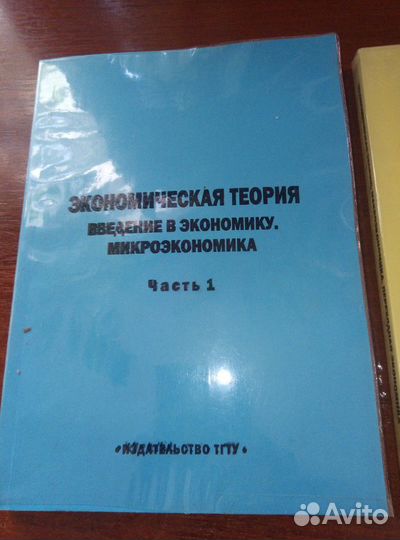 ЭКОНОМИЧЕСКАЯ ТЕОРИЯ
ВВЕДЕНИЕ В ЭКОНОМИКУ.
МИКРОЭКОНОМИКА
Часть 1
• ИЗДАТЕЛЬСТВО ТГТУ •
Avito